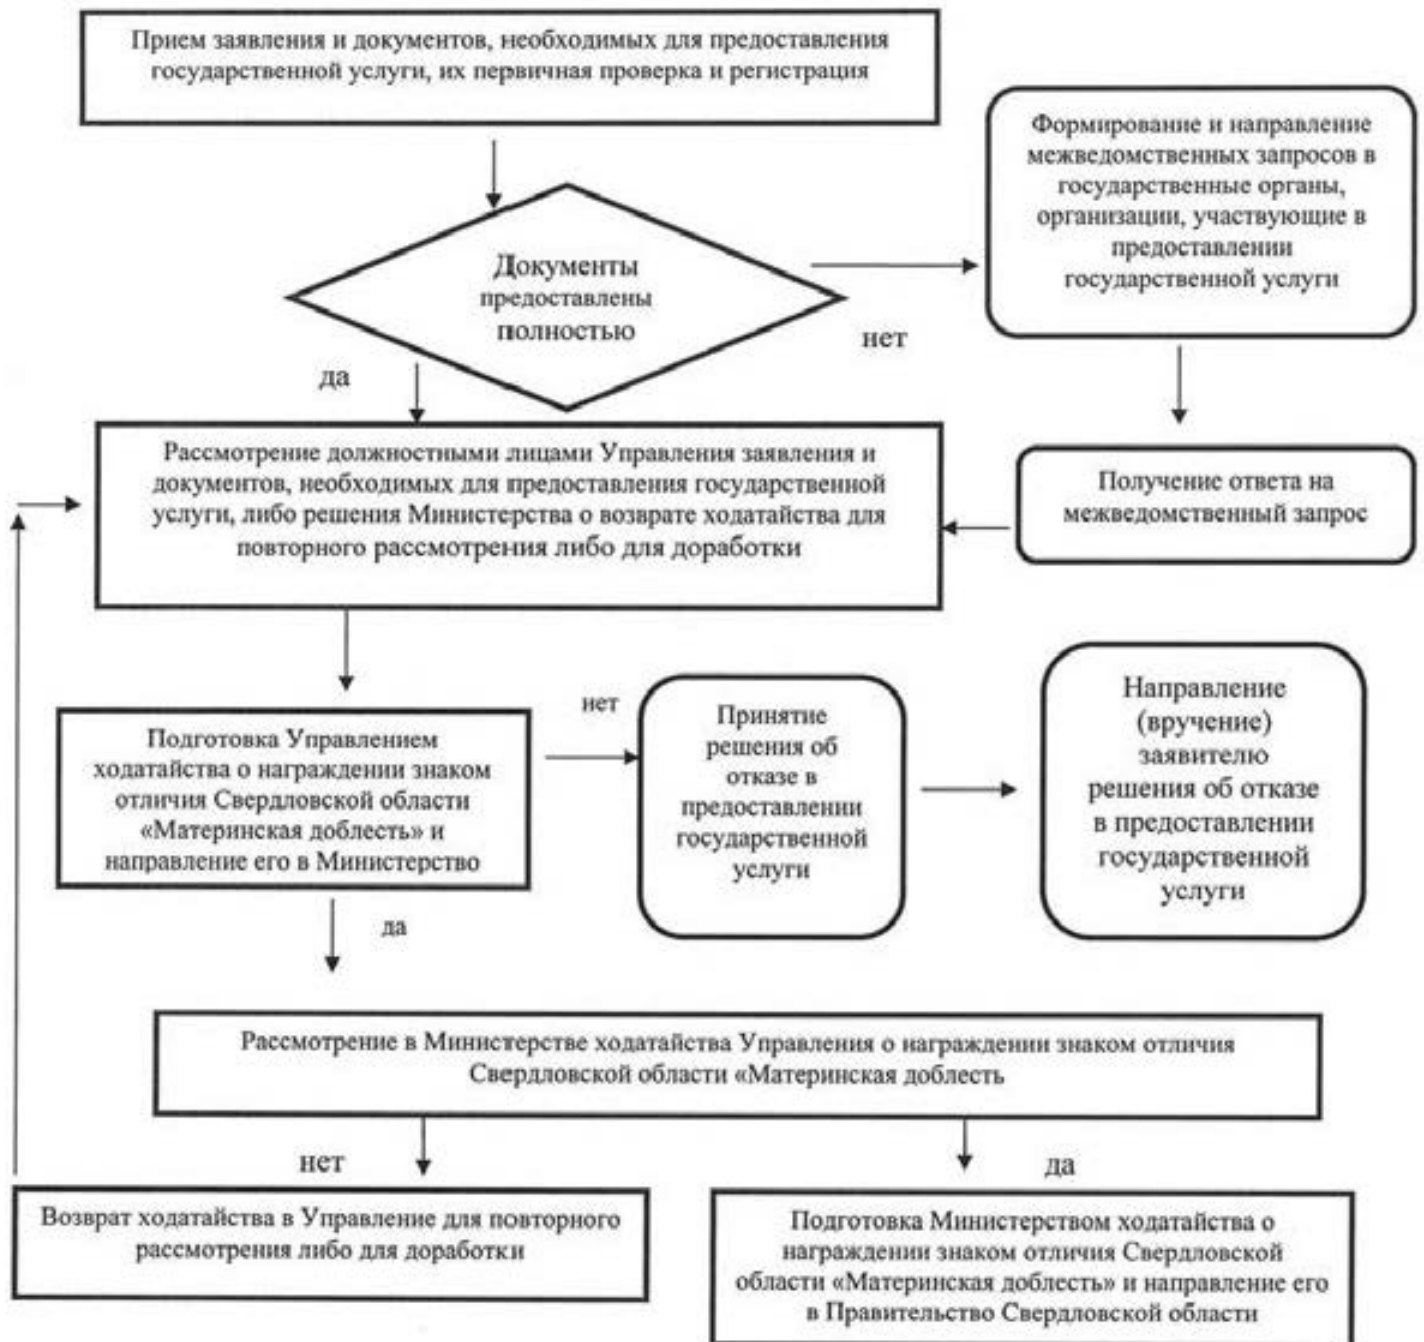 Прием заявления и документов, необходимых для предоставления
государственной услуги, их первичная проверка и регистрация
Формирование и направление
межведомственных запросов в
государственные органы,
организации, участвующие в
предоставлении
государственной услуги
Документы
предоставлены
полностью
нет
да
Рассмотрение должностными лицами Управления заявления и
документов, необходимых для предоставления государственной
услуги, либо решения Министерства о возврате ходатайства для
повторного рассмотрения либо для доработки
Получение ответа на
межведомственный запрос
Подготовка Управлением
ходатайства о награждении знаком
отличия Свердловской области
«Материнская доблесть» и
направление его в Министерство
нет
Принятие
решения об
отказе в
предоставлении
государственной
услуги
Направление
(вручение)
заявителю
решения об отказе
в предоставлении
государственной
услуги
да
Рассмотрение в Министерстве ходатайства Управления о награждении знаком отличия
Свердловской области «Материнская доблесть
нет
да
Возврат ходатайства в Управление для повторного
рассмотрения либо для доработки
Подготовка Министерством ходатайства о
награждении знаком отличия Свердловской
области «Материнская доблесть» и направление его
в Правительство Свердловской области